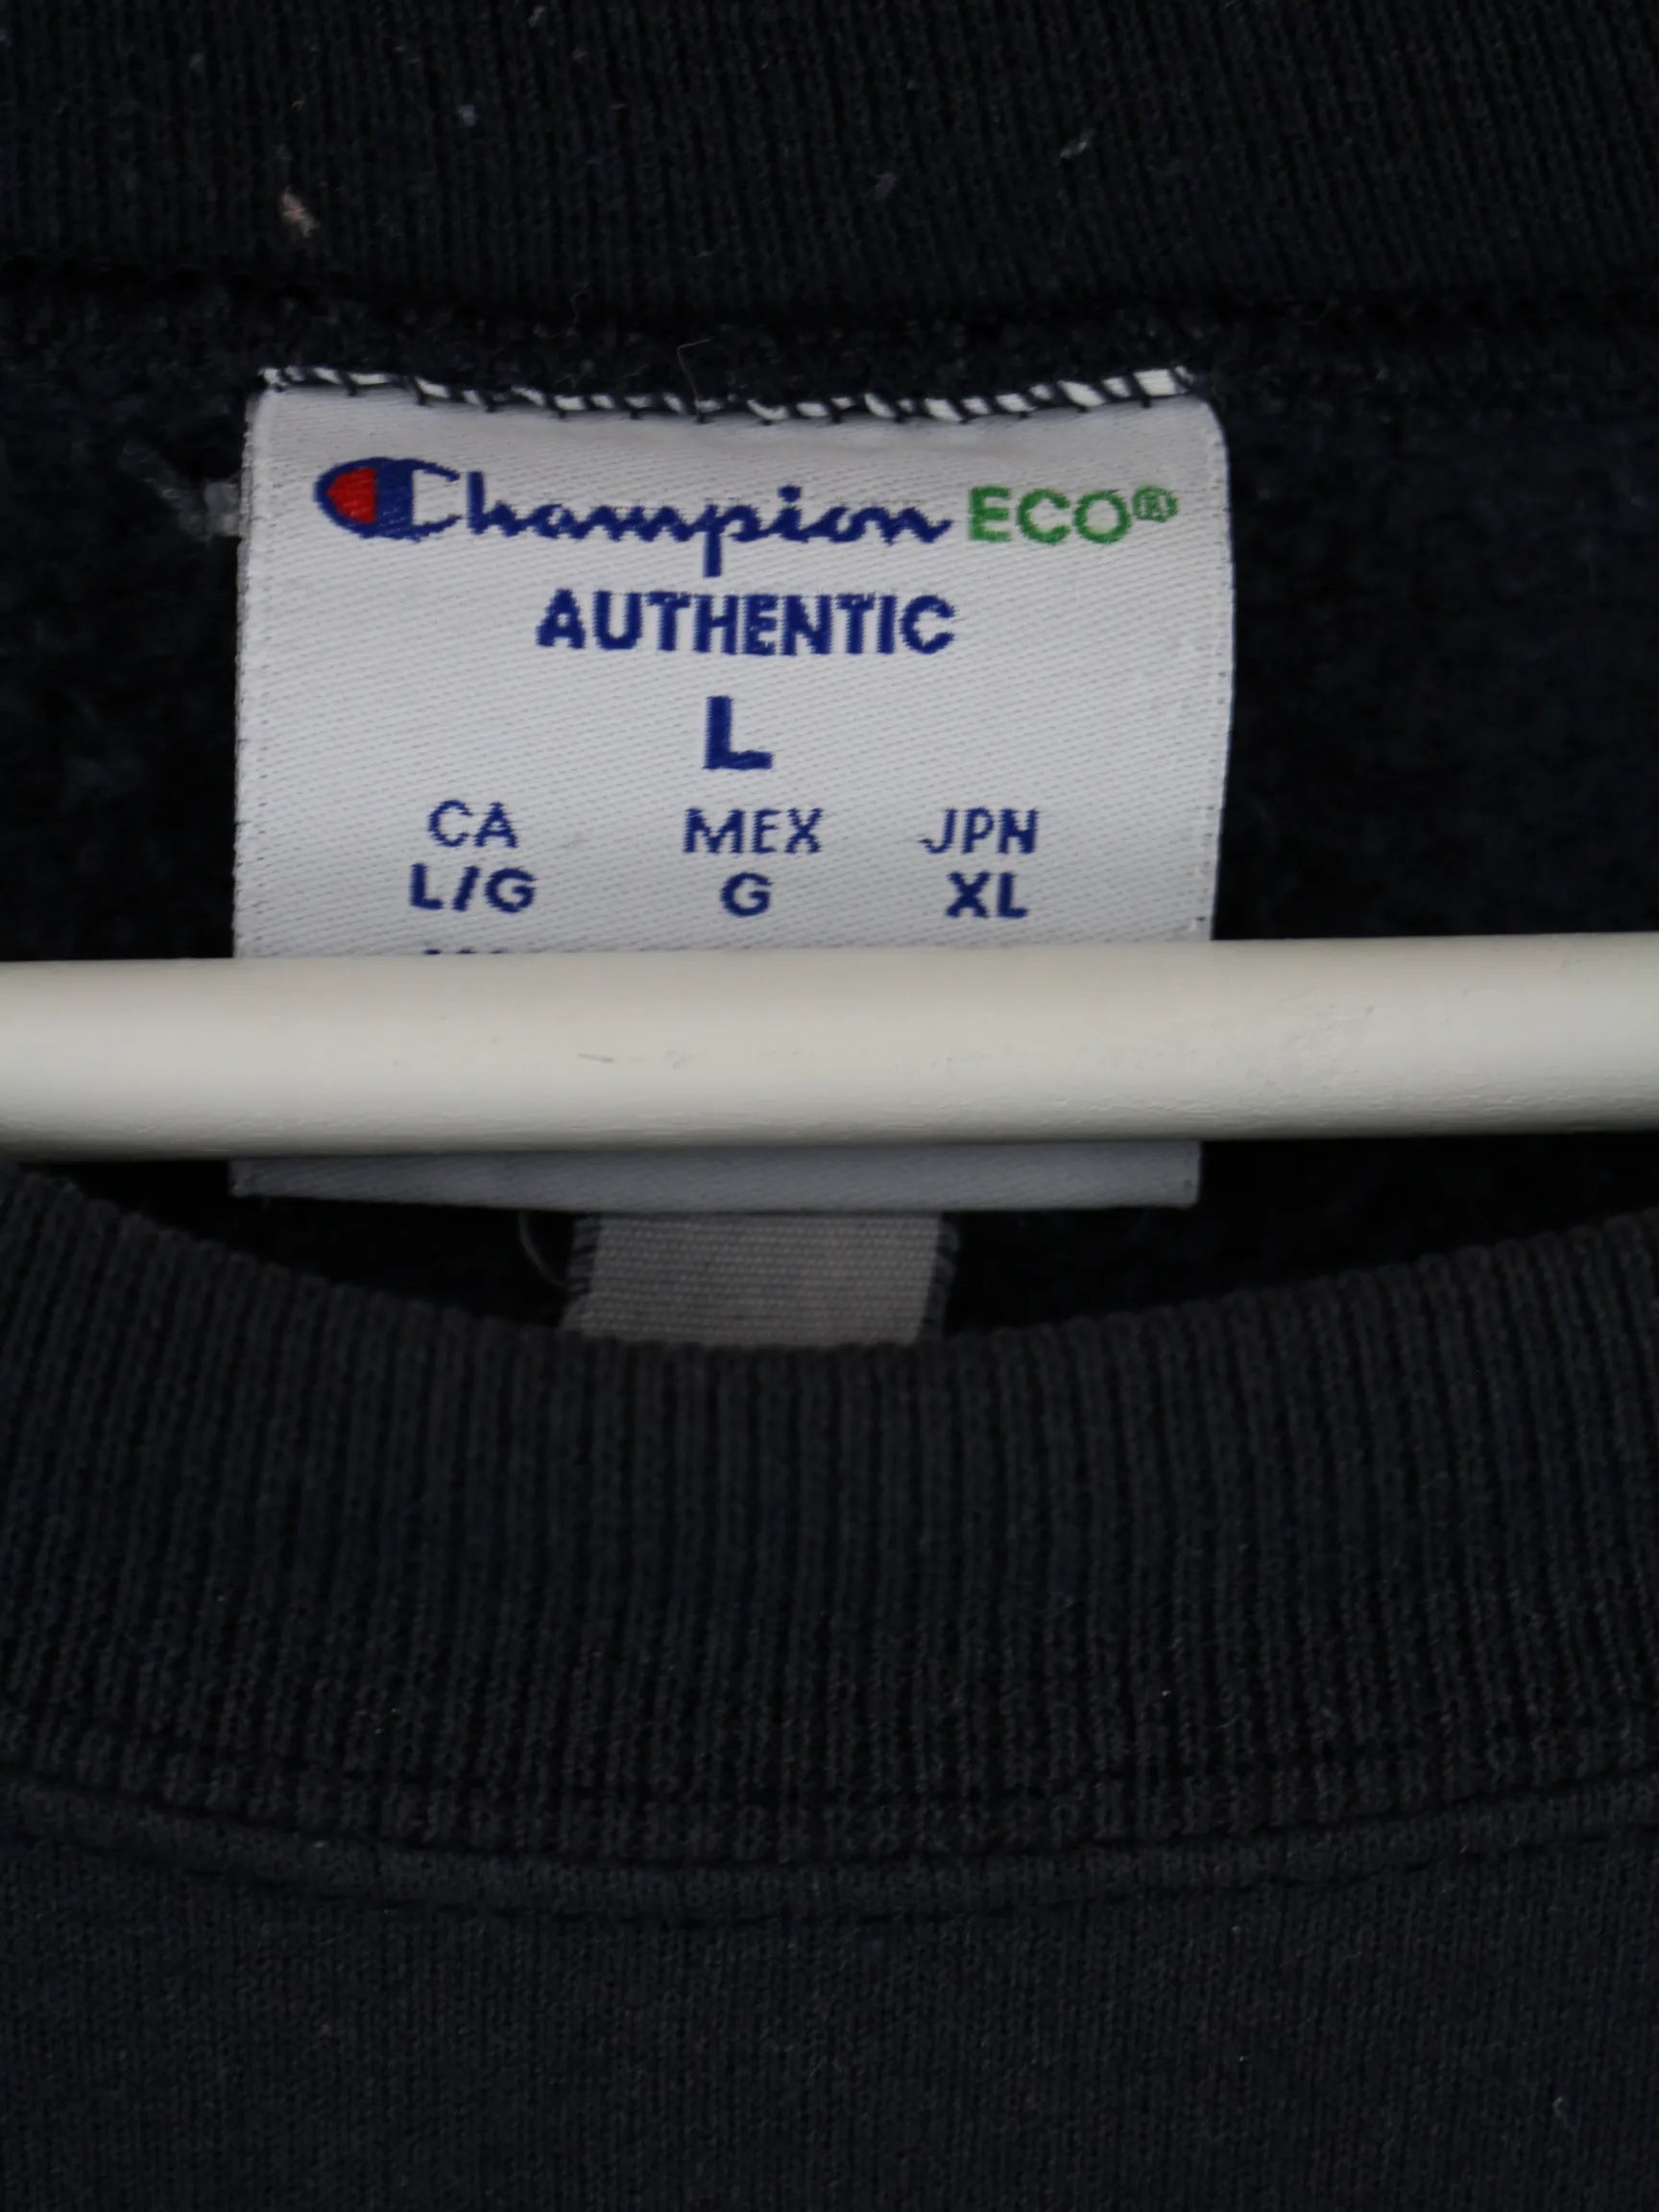 Champion ECO®
AUTHENTIC
L
CA MEX JPN
L/G G XL